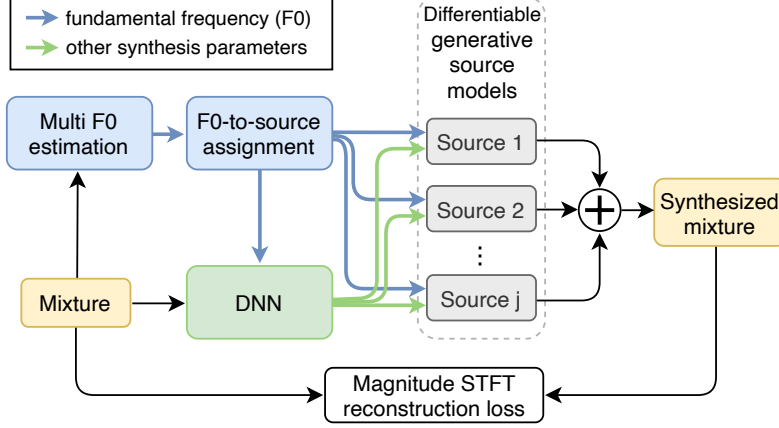 fundamental frequency (F0)
other synthesis parameters
Differentiable
generative
source
models
Multi F0
estimation
F0-to-source
assignment
Source 1
Source 2
...
Source j
Synthesized
mixture
Mixture
DNN
Magnitude STFT
reconstruction loss